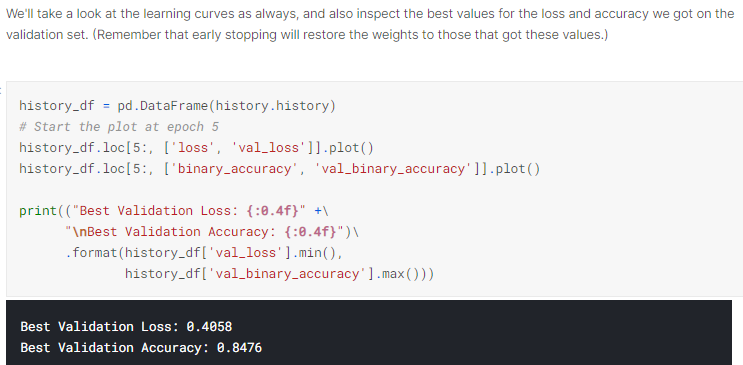 We'll take a look at the learning curves as always, and also inspect the best values for the loss and accuracy we got on the
validation set. (Remember that early stopping will restore the weights to those that got these values.)
history_df = pd.DataFrame(history.history)
# Start the plot at epoch 5
history_df.loc[5:, ['loss', 'val_loss']].plot()
history_df.loc[5:, ['binary_accuracy', 'val_binary_accuracy']].plot()
print(("Best Validation Loss: {:0.4f}" +\
"\nBest Validation Accuracy: {:0.4f}")\
.format(history_df['val_loss'].min(),
history_df['val_binary_accuracy'].max()))
Best Validation Loss: 0.4058
Best Validation Accuracy: 0.8476